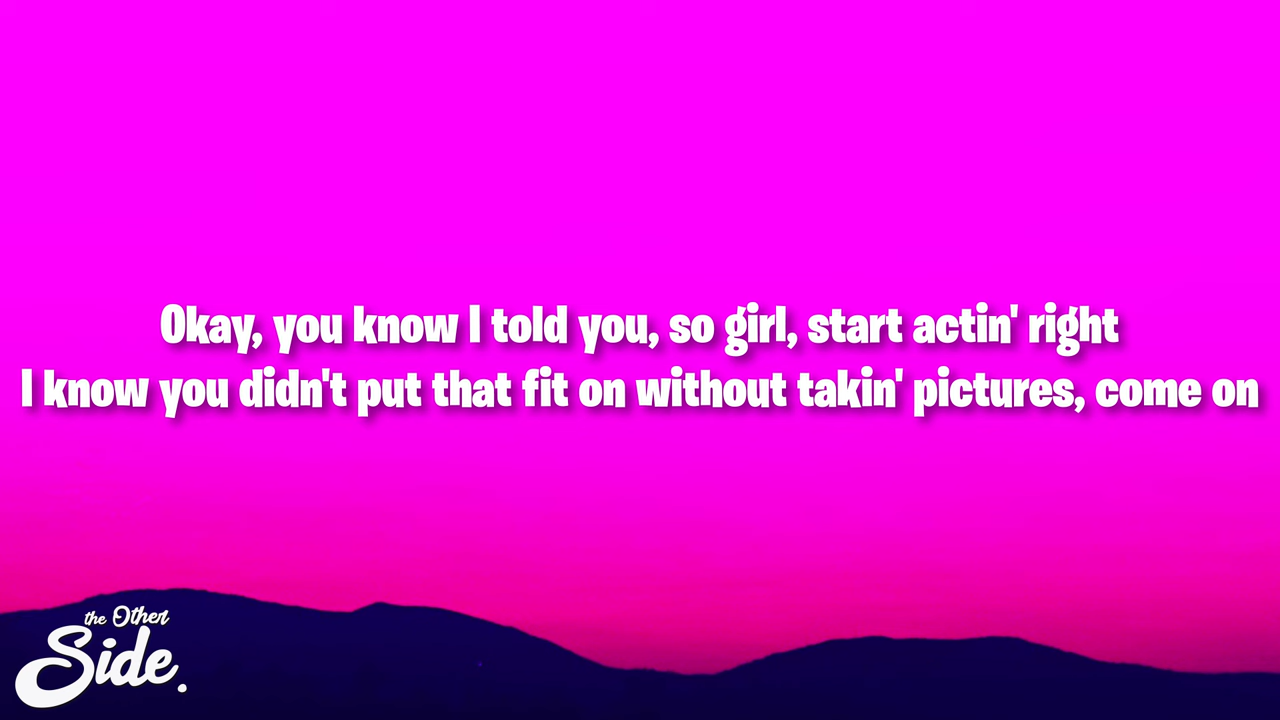 Okay, you know I told you, so girl, start actin' right
I know you didn't put that fit on without takin' pictures, come on
the Other
Side.